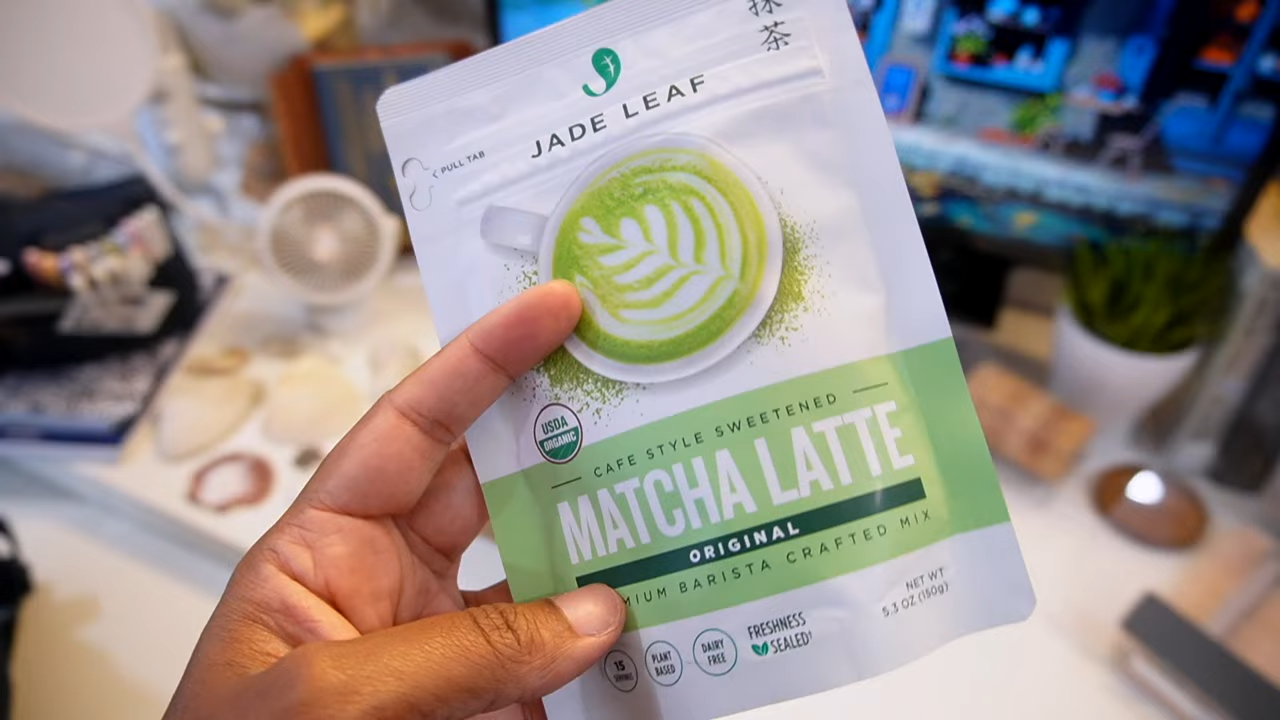 抹
茶
JADE LEAF
< PULL TAB
USDA
ORGANIC
CAFE STYLE SWEETENED
MATCHA LATTE
ORIGINAL
MIUM BARISTA CRAFTED MIX
NET WT
5.3 OZ (150g)
15
SERVINGS
PLANT
BASED
DAIRY
FREE
FRESHNESS
SEALED